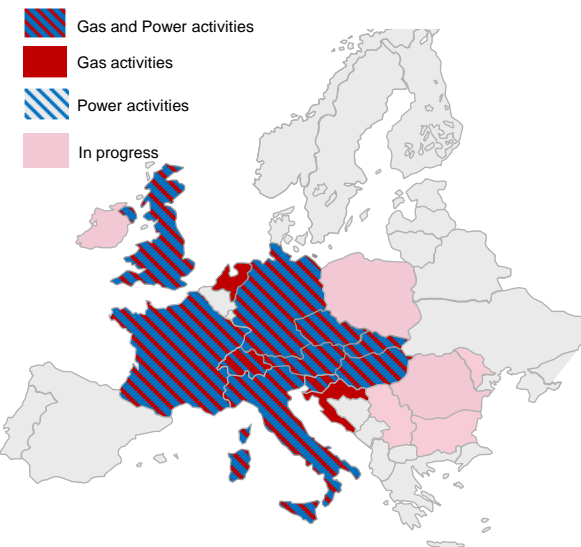 Gas and Power activities
Gas activities
Power activities
In progress